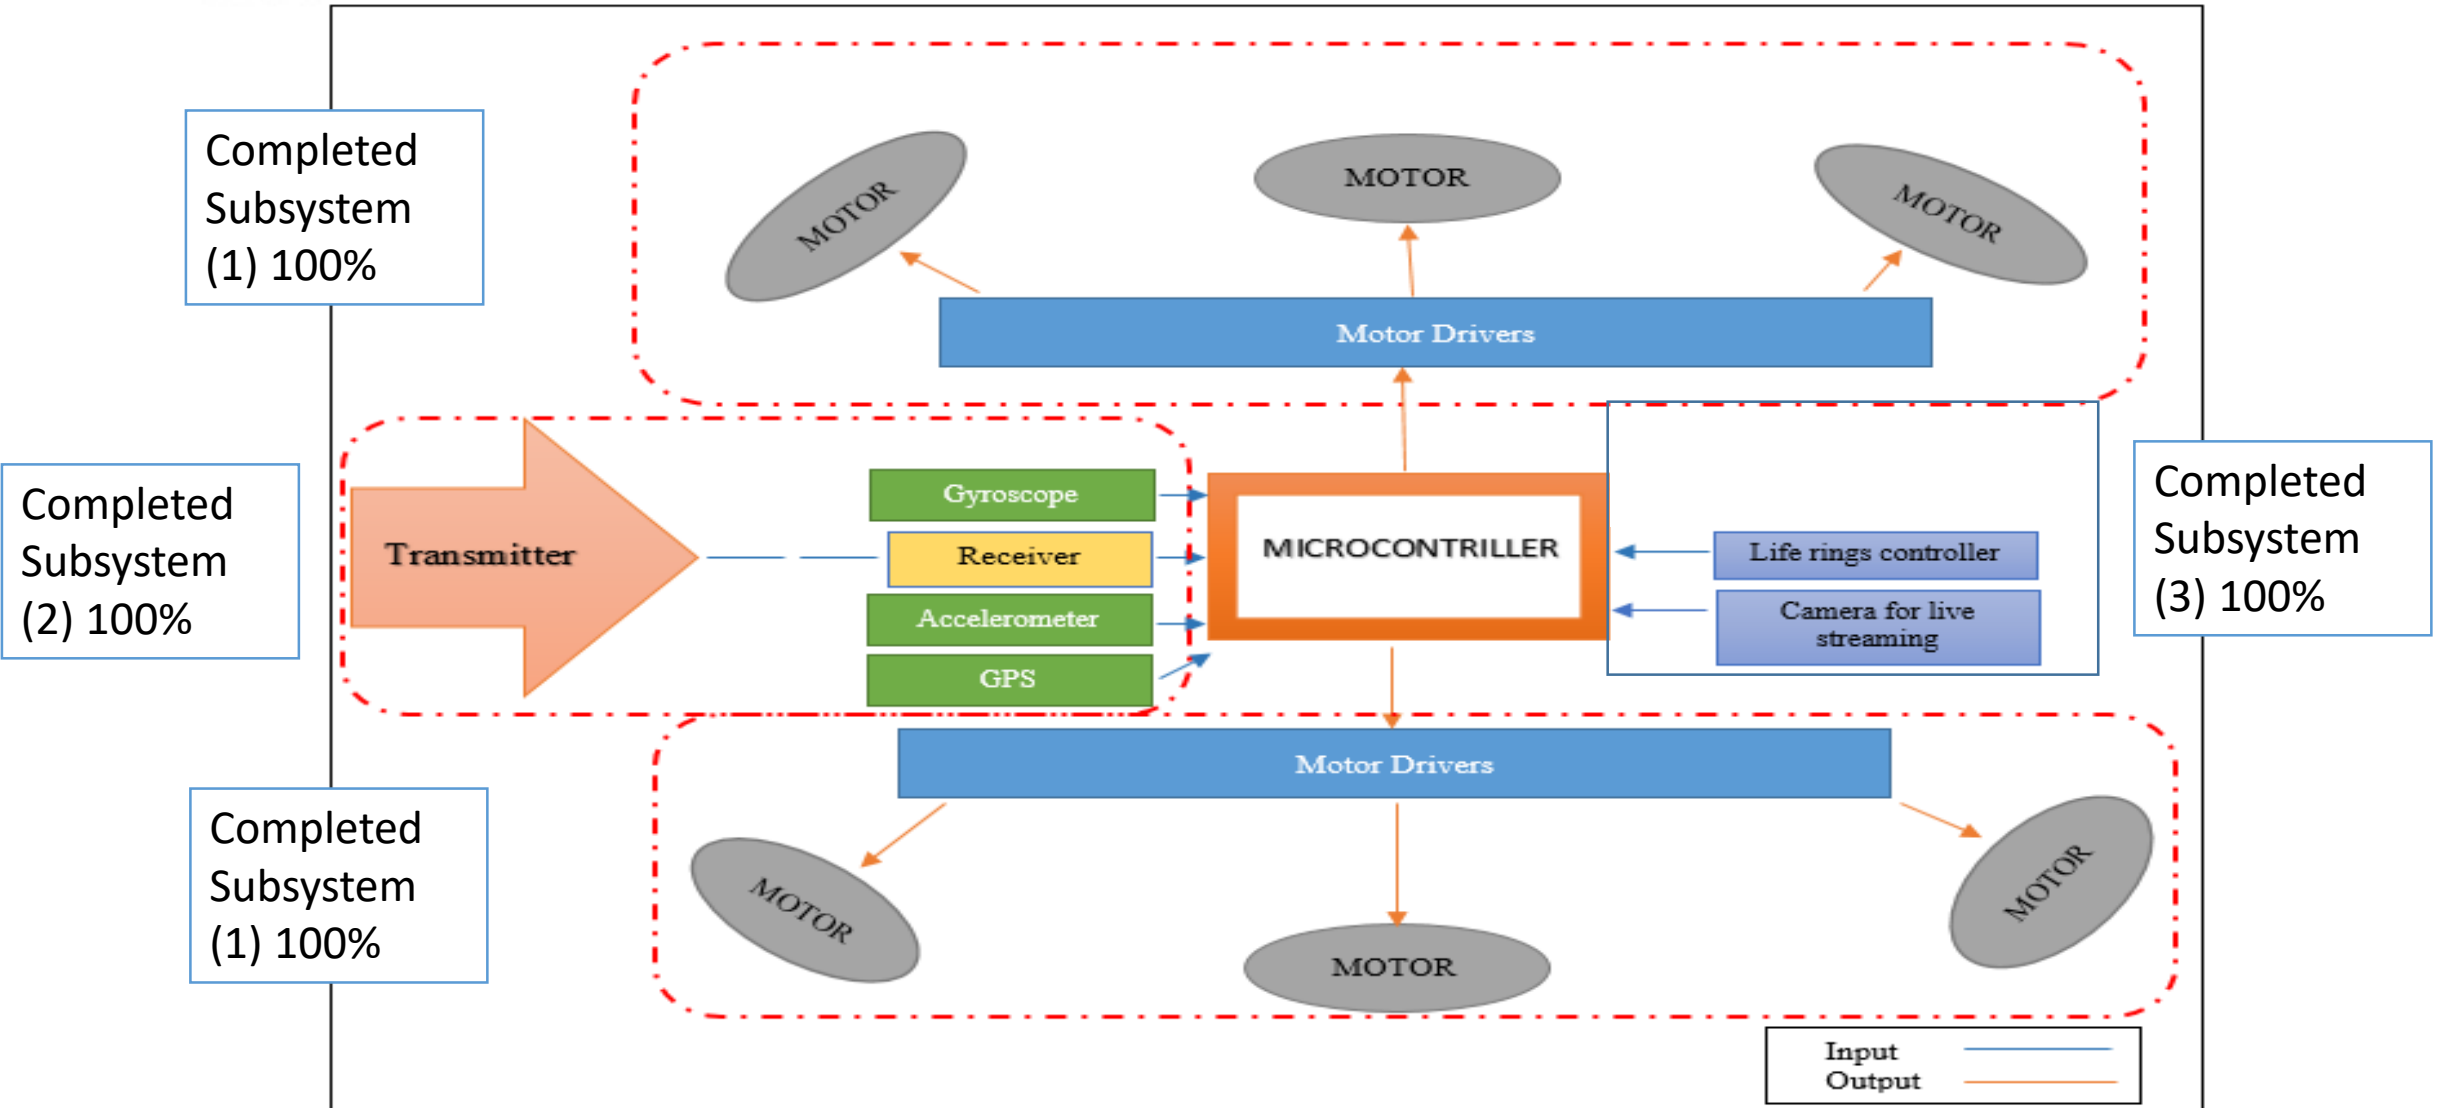 Completed
Subsystem
(1) 100%
MOTOR
MOTOR
MOTOR
Motor Drivers
Completed
Subsystem
(2) 100%
Transmitter
Gyroscope
Receiver
Accelerometer
GPS
MICROCONTRILLER
Life rings controller
Camera for live
streaming
Completed
Subsystem
(3) 100%
Completed
Subsystem
(1) 100%
Motor Drivers
MOTOR
MOTOR
MOTOR
Input
Output